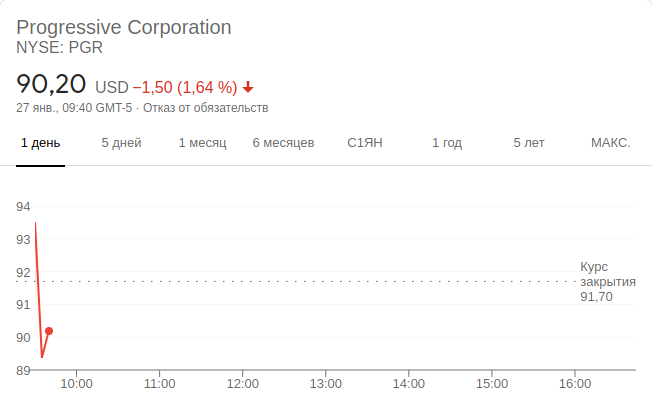 Progressive Corporation
NYSE: PGR
90,20 USD −1,50 (1,64 %)
27 янв., 09:40 GMT-5 · Отказ от обязательств
1 день 5 дней 1 месяц 6 месяцев С1ЯН 1 год 5 лет МАКС.
94
93
92
91
90
89
Курс
закрытия
91,70
10:00 11:00 12:00 13:00 14:00 15:00 16:00